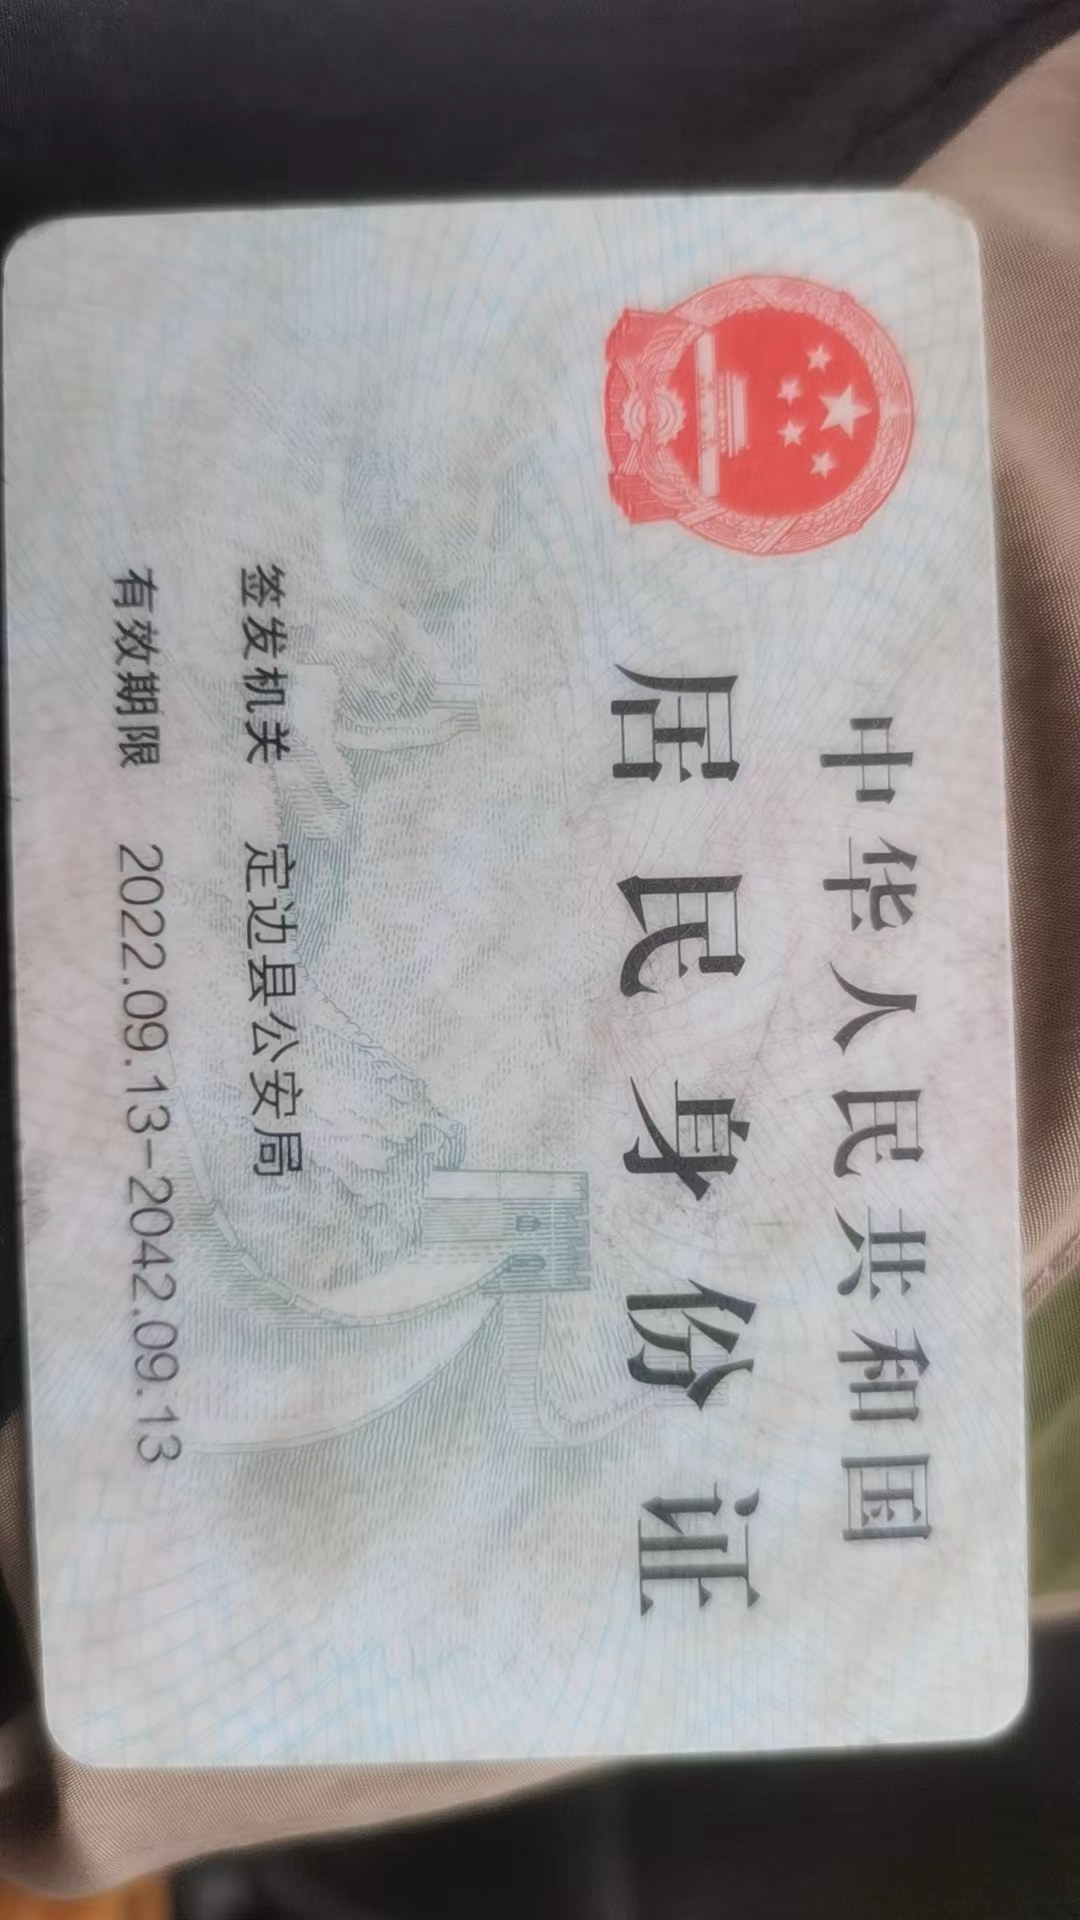 中华人民共和国
居民身份证
签发机关 定边县公安局
有效期限 2022.09.13-2042.09.13